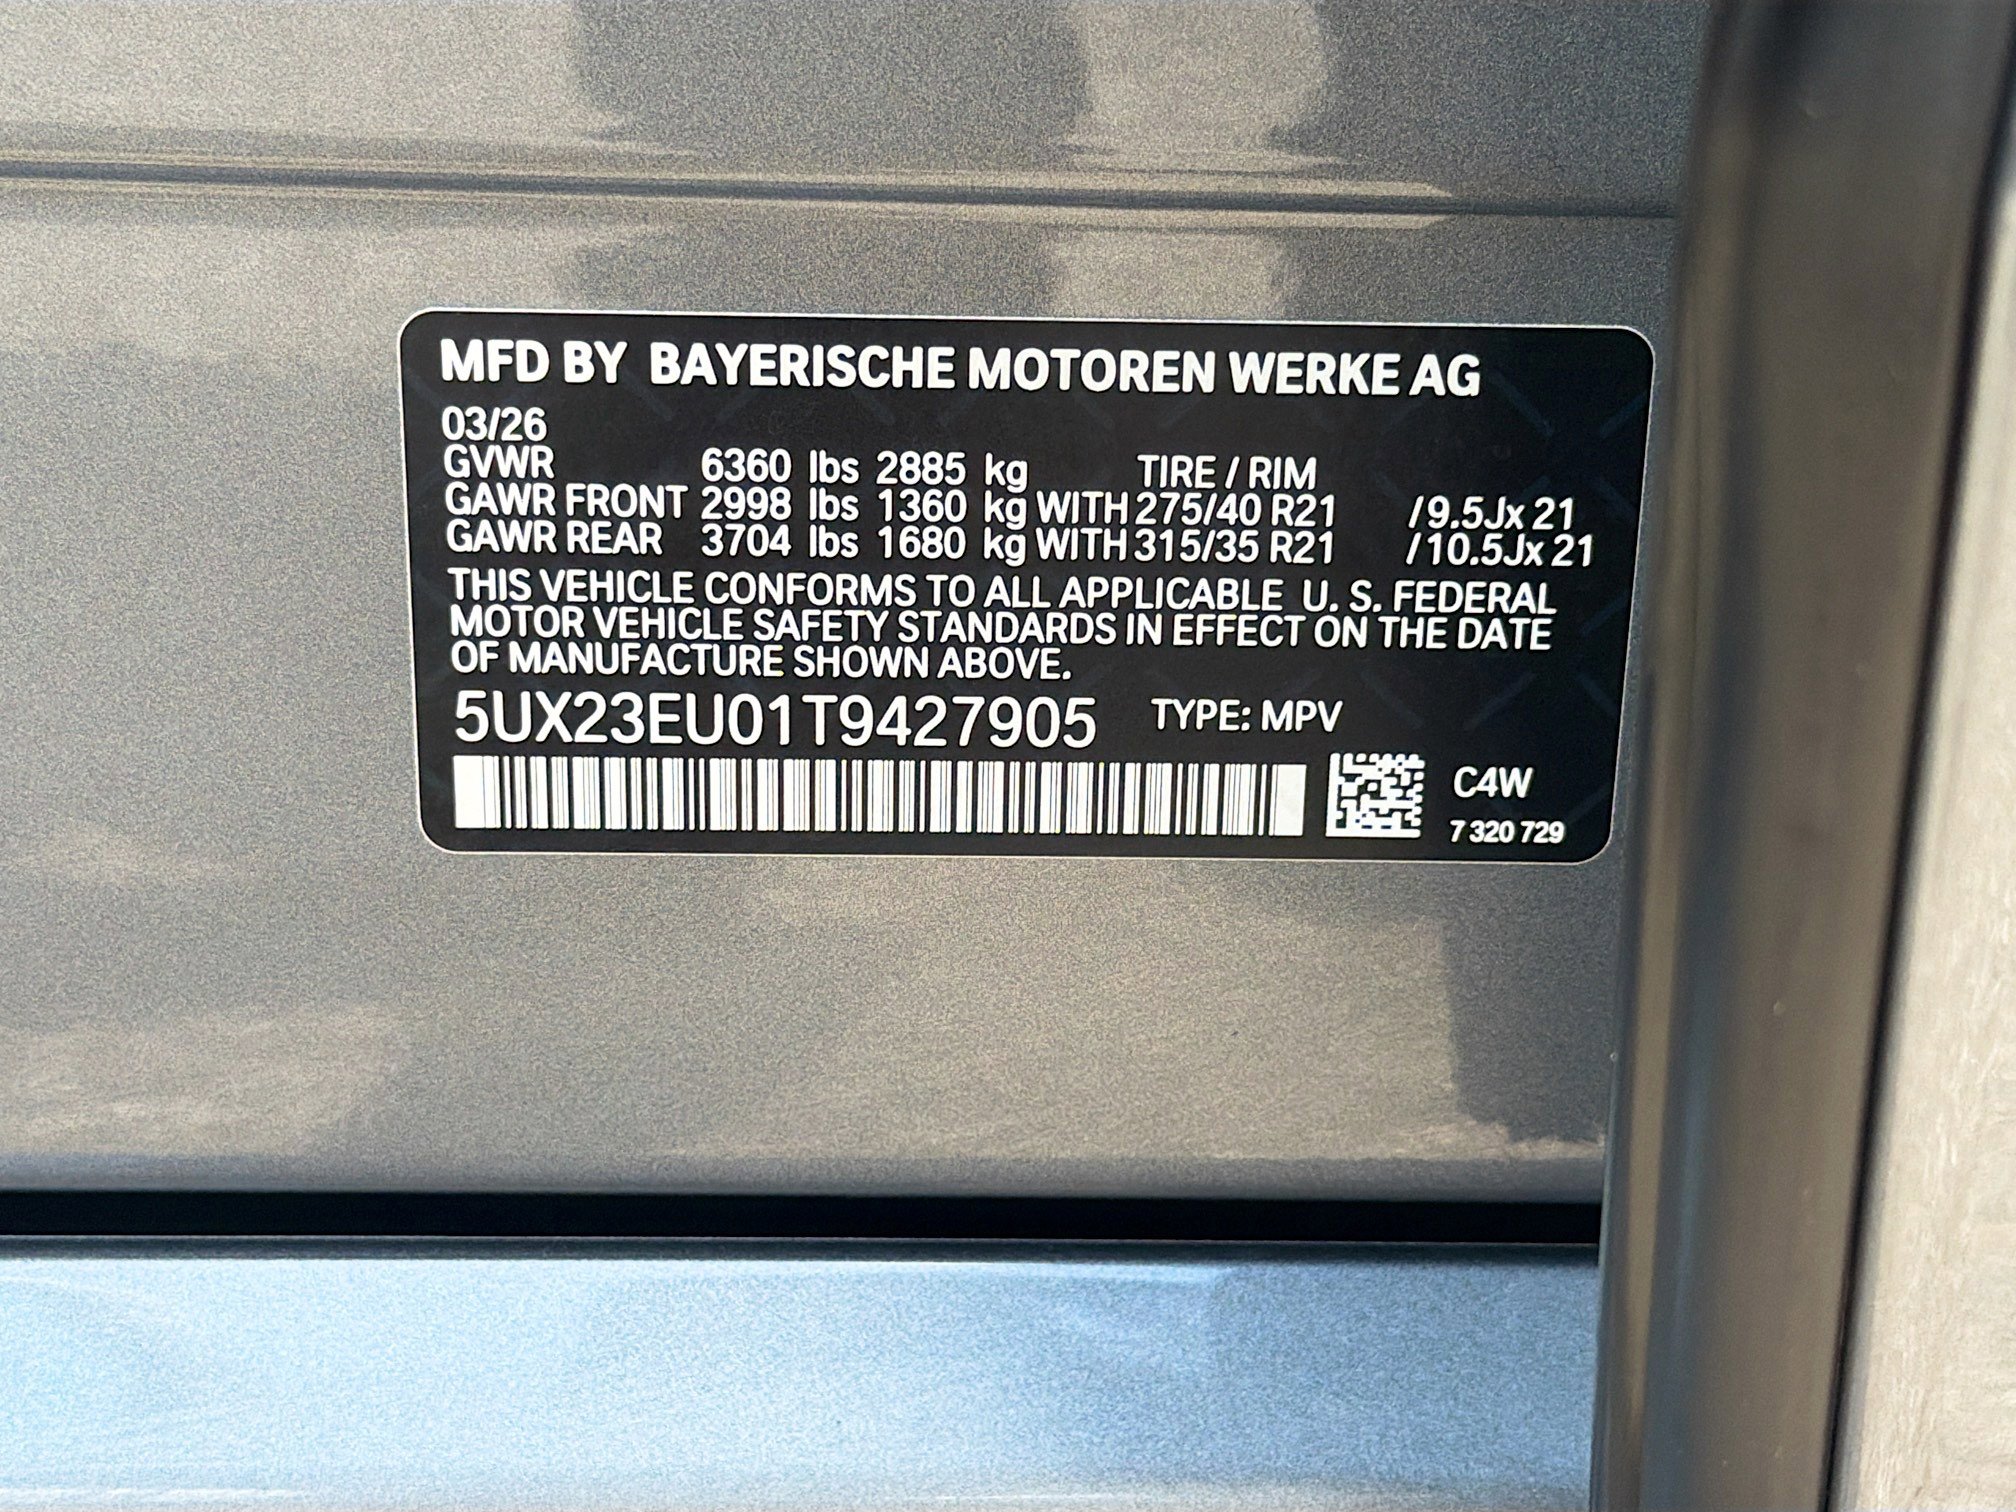 MFD BY BAYERISCHE MOTOREN WERKE AG
03/26
GVWR 6360 lbs 2885 kg TIRE / RIM
GAWR FRONT 2998 lbs 1360 kg WITH 275/40 R21 /9.5Jx 21
GAWR REAR 3704 lbs 1680 kg WITH 315/35 R21 /10.5Jx 21
THIS VEHICLE CONFORMS TO ALL APPLICABLE U. S. FEDERAL
MOTOR VEHICLE SAFETY STANDARDS IN EFFECT ON THE DATE
OF MANUFACTURE SHOWN ABOVE.
5UX23EU01T9427905 TYPE: MPV
C4W
7 320 729